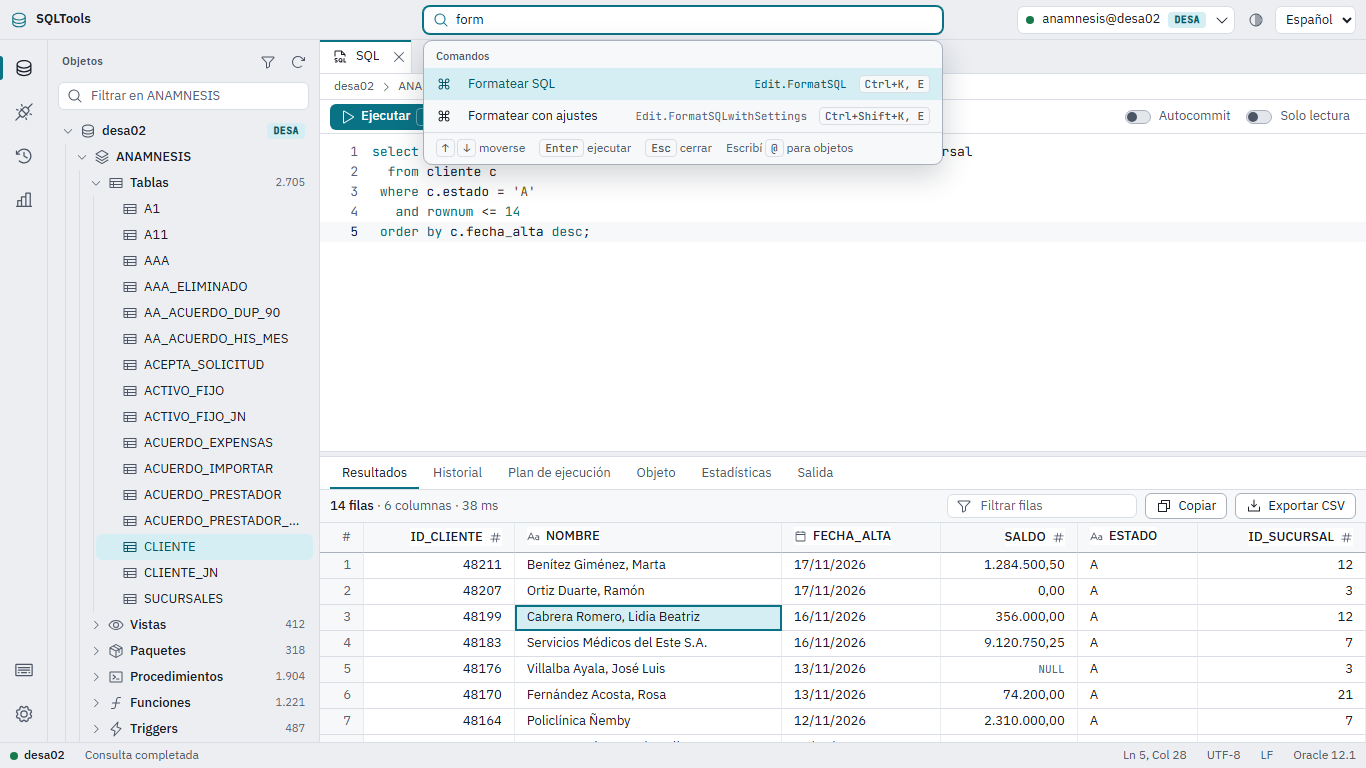 SQLTools
form
anamnesis@desa02 DESA
Español
Objetos
Filtrar en ANAMNESIS
desa02 DESA
ANAMNESIS
Tablas 2.705
A1
A11
AAA
AAA_ELIMINADO
AA_ACUERDO_DUP_90
AA_ACUERDO_HIS_MES
ACEPTA_SOLICITUD
ACTIVO_FIJO
ACTIVO_FIJO_JN
ACUERDO_EXPENSAS
ACUERDO_IMPORTAR
ACUERDO_PRESTADOR
ACUERDO_PRESTADOR_...
CLIENTE
CLIENTE_JN
SUCURSALES
Vistas 412
Paquetes 318
Procedimientos 1.904
Funciones 1.221
Triggers 487
SQL
desa02 > ANA
Comandos
Formatear SQL Edit.FormatSQL Ctrl+K, E
Formatear con ajustes Edit.FormatSQLwithSettings Ctrl+Shift+K, E
↑ ↓ moverse Enter ejecutar Esc cerrar Escribí @ para objetos
Ejecutar
Autocommit
Solo lectura
1 select rsal
2 from cliente c
3 where c.estado = 'A'
4 and rownum <= 14
5 order by c.fecha_alta desc;
Resultados Historial Plan de ejecución Objeto Estadísticas Salida
14 filas · 6 columnas · 38 ms
Filtrar filas
Copiar
Exportar CSV
# ID_CLIENTE # Aa NOMBRE FECHA_ALTA SALDO # Aa ESTADO ID_SUCURSAL #
1 48211 Benítez Giménez, Marta 17/11/2026 1.284.500,50 A 12
2 48207 Ortiz Duarte, Ramón 17/11/2026 0,00 A 3
3 48199 Cabrera Romero, Lidia Beatriz 16/11/2026 356.000,00 A 12
4 48183 Servicios Médicos del Este S.A. 16/11/2026 9.120.750,25 A 7
5 48176 Villalba Ayala, José Luis 13/11/2026 NULL A 3
6 48170 Fernández Acosta, Rosa 13/11/2026 74.200,00 A 21
7 48164 Policlínica Ñemby 12/11/2026 2.310.000,00 A 7
desa02 Consulta completada
Ln 5, Col 28 UTF-8 LF Oracle 12.1